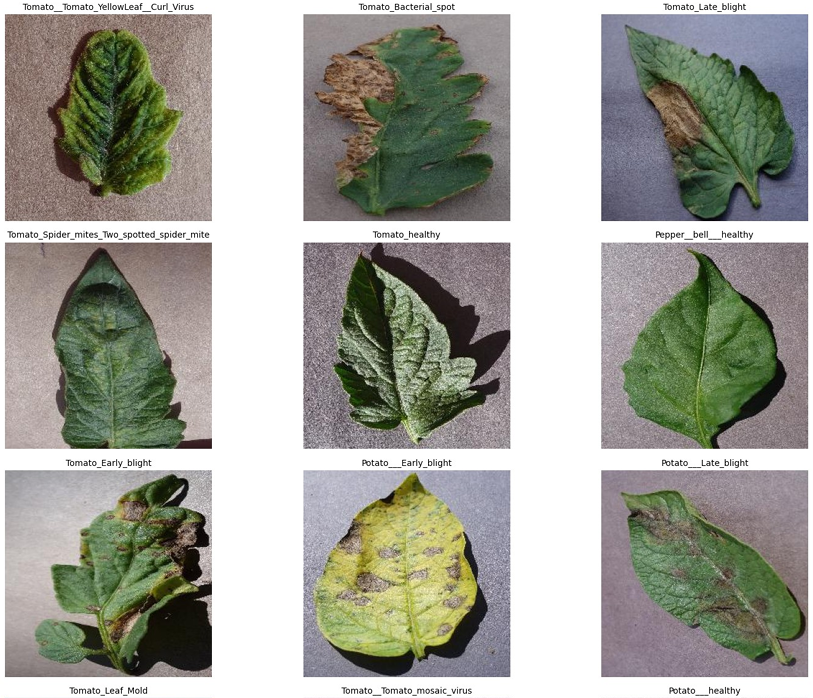 Tomato__Tomato_YellowLeaf__Curl_Virus
Tomato_Bacterial_spot
Tomato_Late_blight
Tomato_Spider_mites_Two_spotted_spider_mite
Tomato_healthy
Pepper__bell___healthy
Tomato_Early_blight
Potato___Early_blight
Potato___Late_blight
Tomato_Leaf_Mold
Tomato__Tomato_mosaic_virus
Potato___healthy